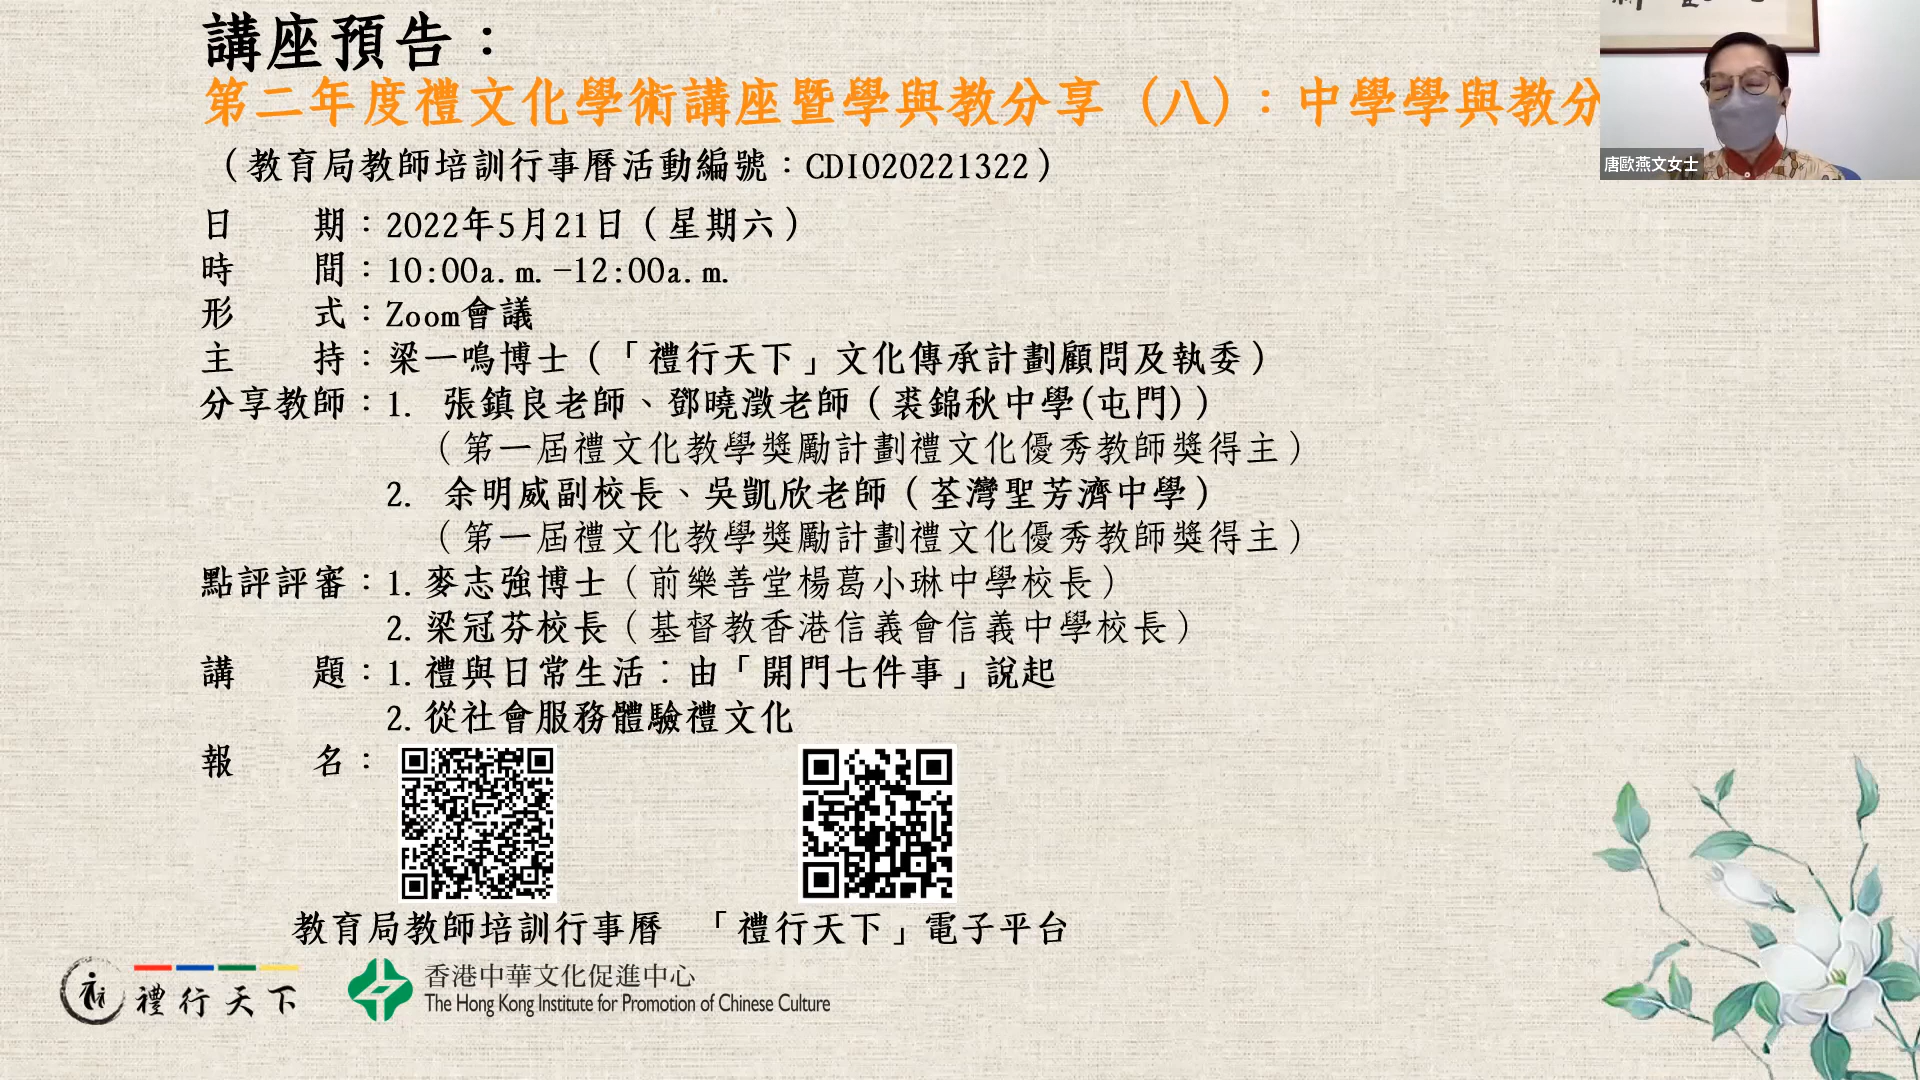 講座預告：
第二年度禮文化學術講座暨學與教分享（八）：中學學與教分
（教育局教師培訓行事曆活動編號：CDI020221322）
日　　期：2022年5月21日（星期六）
時　　間：10:00a.m.-12:00a.m.
形　　式：Zoom會議
主　　持：梁一鳴博士（「禮行天下」文化傳承計劃顧問及執委）
分享教師：1. 張鎮良老師、鄧曉澂老師（裘錦秋中學(屯門)）
（第一屆禮文化教學獎勵計劃禮文化優秀教師獎得主）
2. 余明威副校長、吳凱欣老師（荃灣聖芳濟中學）
（第一屆禮文化教學獎勵計劃禮文化優秀教師獎得主）
點評評審：1.麥志強博士（前樂善堂楊葛小琳中學校長）
2.梁冠芬校長（基督教香港信義會信義中學校長）
講　　題：1.禮與日常生活：由「開門七件事」說起
2.從社會服務體驗禮文化
報　　名：
教育局教師培訓行事曆　「禮行天下」電子平台
禮行天下
香港中華文化促進中心
The Hong Kong Institute for Promotion of Chinese Culture
唐歐燕文女士